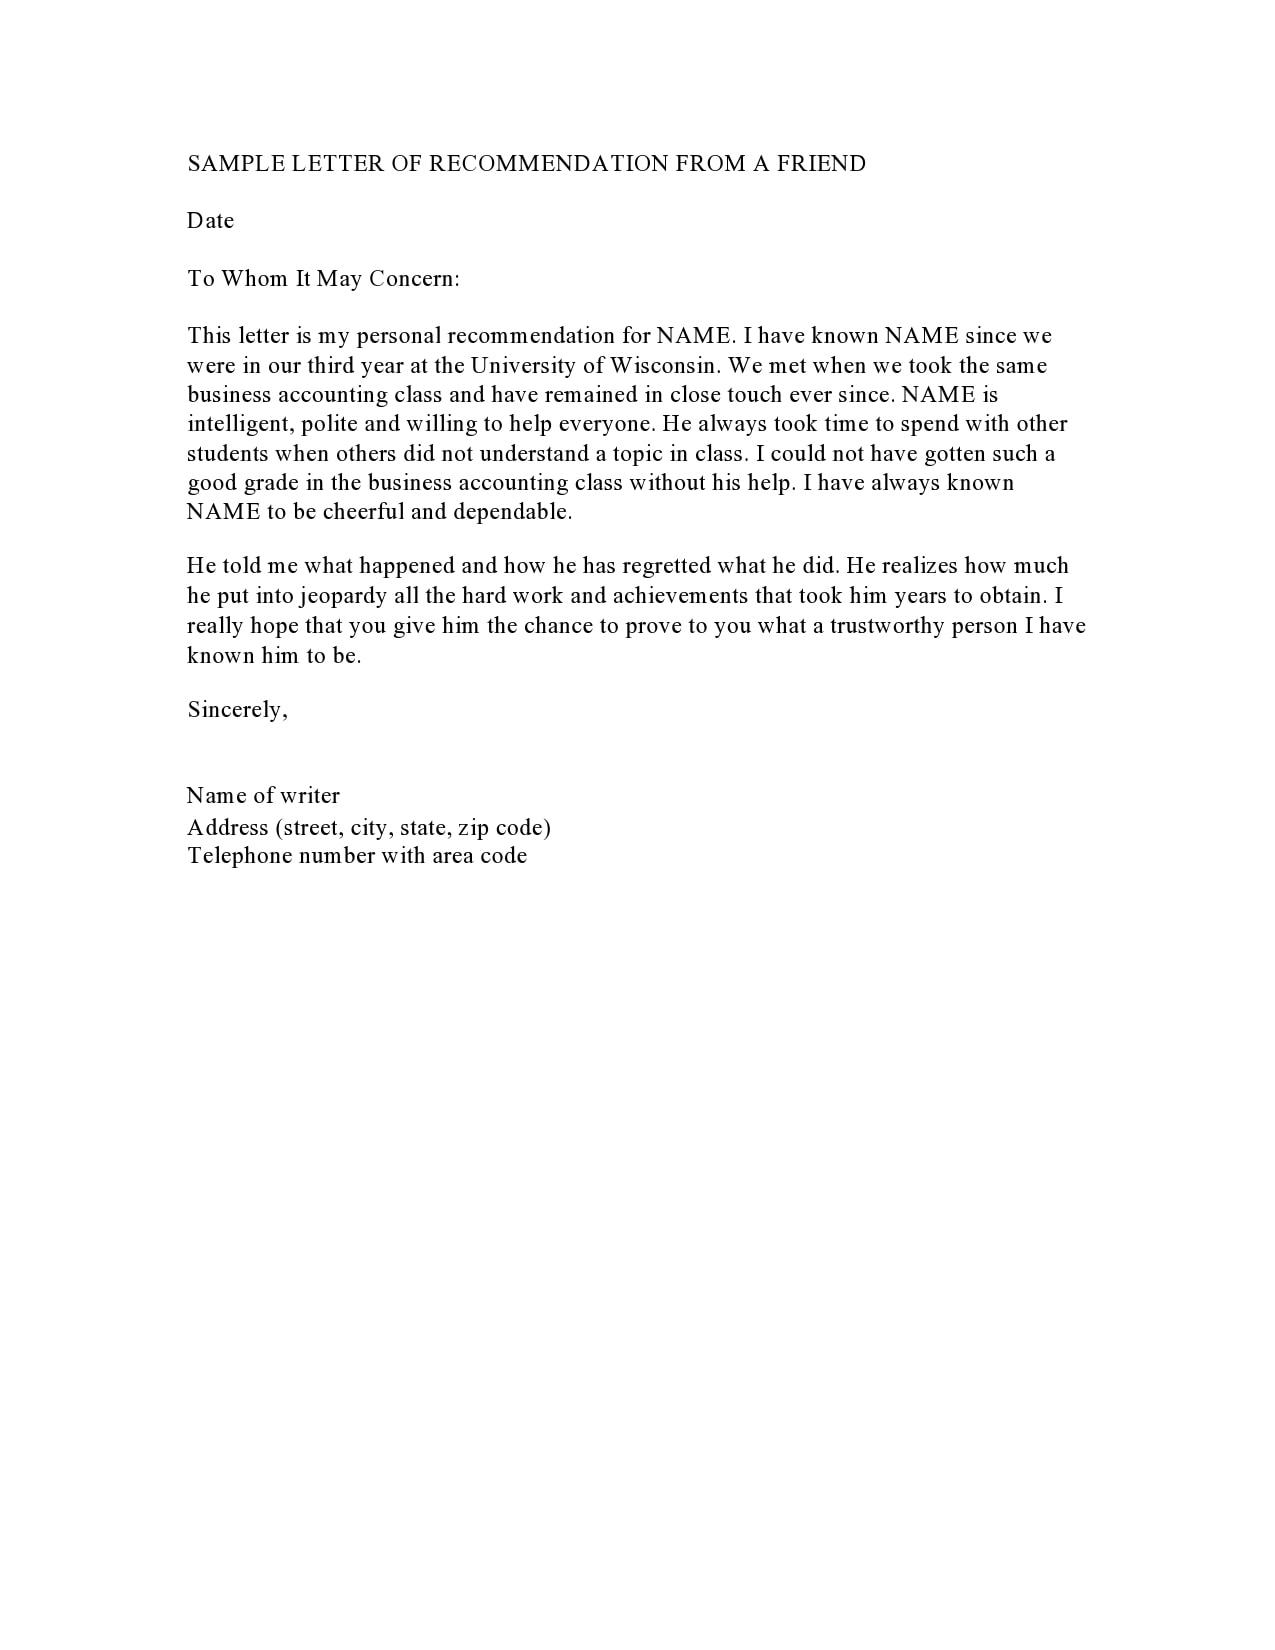 SAMPLE LETTER OF RECOMMENDATION FROM A FRIEND
Date
To Whom It May Concern:
This letter is my personal recommendation for NAME. I have known NAME since we
were in our third year at the University of Wisconsin. We met when we took the same
business accounting class and have remained in close touch ever since. NAME is
intelligent, polite and willing to help everyone. He always took time to spend with other
students when others did not understand a topic in class. I could not have gotten such a
good grade in the business accounting class without his help. I have always known
NAME to be cheerful and dependable.
He told me what happened and how he has regretted what he did. He realizes how much
he put into jeopardy all the hard work and achievements that took him years to obtain. I
really hope that you give him the chance to prove to you what a trustworthy person I have
known him to be.
Sincerely,
Name of writer
Address (street, city, state, zip code)
Telephone number with area code